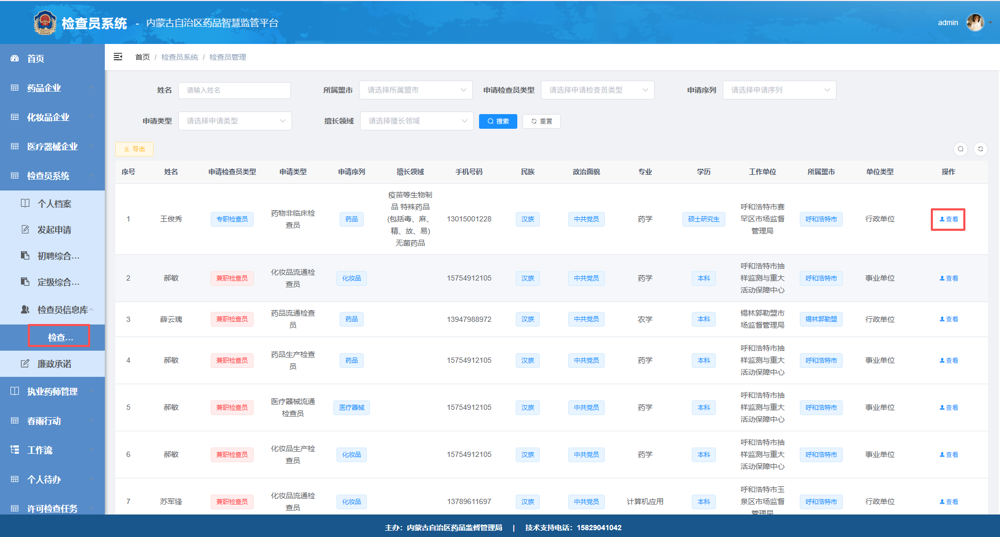 检查员系统 - 内蒙古自治区药品智慧监管平台
admin
首页
药品企业
化妆品企业
医疗器械企业
检查员系统
个人档案
发起申请
初聘综合...
定级综合...
检查员信息库
检查...
廉政承诺
执业药师管理
春雨行动
工作流
个人待办
许可检查任务
首页 / 检查员系统 / 检查员管理
姓名 请输入姓名 所属盟市 请选择所属盟市 申请检查员类型 请选择申请检查员类型 申请序列 请选择申请序列
申请类型 请选择申请类型 擅长领域 请选择擅长领域 搜索 重置
导出
序号 姓名 申请检查员类型 申请类型 申请序列 擅长领域 手机号码 民族 政治面貌 专业 学历 工作单位 所属盟市 单位类型 操作
1 王俊秀 专职检查员 药物非临床检查员 药品 疫苗等生物制品 特殊药品(包括毒、麻、精、放、易) 无菌药品 13015001228 汉族 中共党员 药学 硕士研究生 呼和浩特市赛罕区市场监督管理局 呼和浩特市 行政单位 查看
2 郝敏 兼职检查员 化妆品流通检查员 化妆品 15754912105 汉族 中共党员 药学 本科 呼和浩特市抽样监测与重大活动保障中心 呼和浩特市 事业单位 查看
3 薛云瑰 兼职检查员 药品流通检查员 药品 13947988972 汉族 中共党员 农学 本科 锡林郭勒盟市场监督管理局 锡林郭勒盟 行政单位 查看
4 郝敏 兼职检查员 药品生产检查员 药品 15754912105 汉族 中共党员 药学 本科 呼和浩特市抽样监测与重大活动保障中心 呼和浩特市 事业单位 查看
5 郝敏 兼职检查员 医疗器械流通检查员 医疗器械 15754912105 汉族 中共党员 药学 本科 呼和浩特市抽样监测与重大活动保障中心 呼和浩特市 事业单位 查看
6 郝敏 兼职检查员 化妆品生产检查员 化妆品 15754912105 汉族 中共党员 药学 本科 呼和浩特市抽样监测与重大活动保障中心 呼和浩特市 事业单位 查看
7 苏军锋 兼职检查员 化妆品流通检查员 化妆品 13789611697 汉族 中共党员 计算机应用 本科 呼和浩特市玉泉区市场监督管理局 呼和浩特市 行政单位 查看
主办：内蒙古自治区药品监督管理局 | 技术支持电话：15829041042